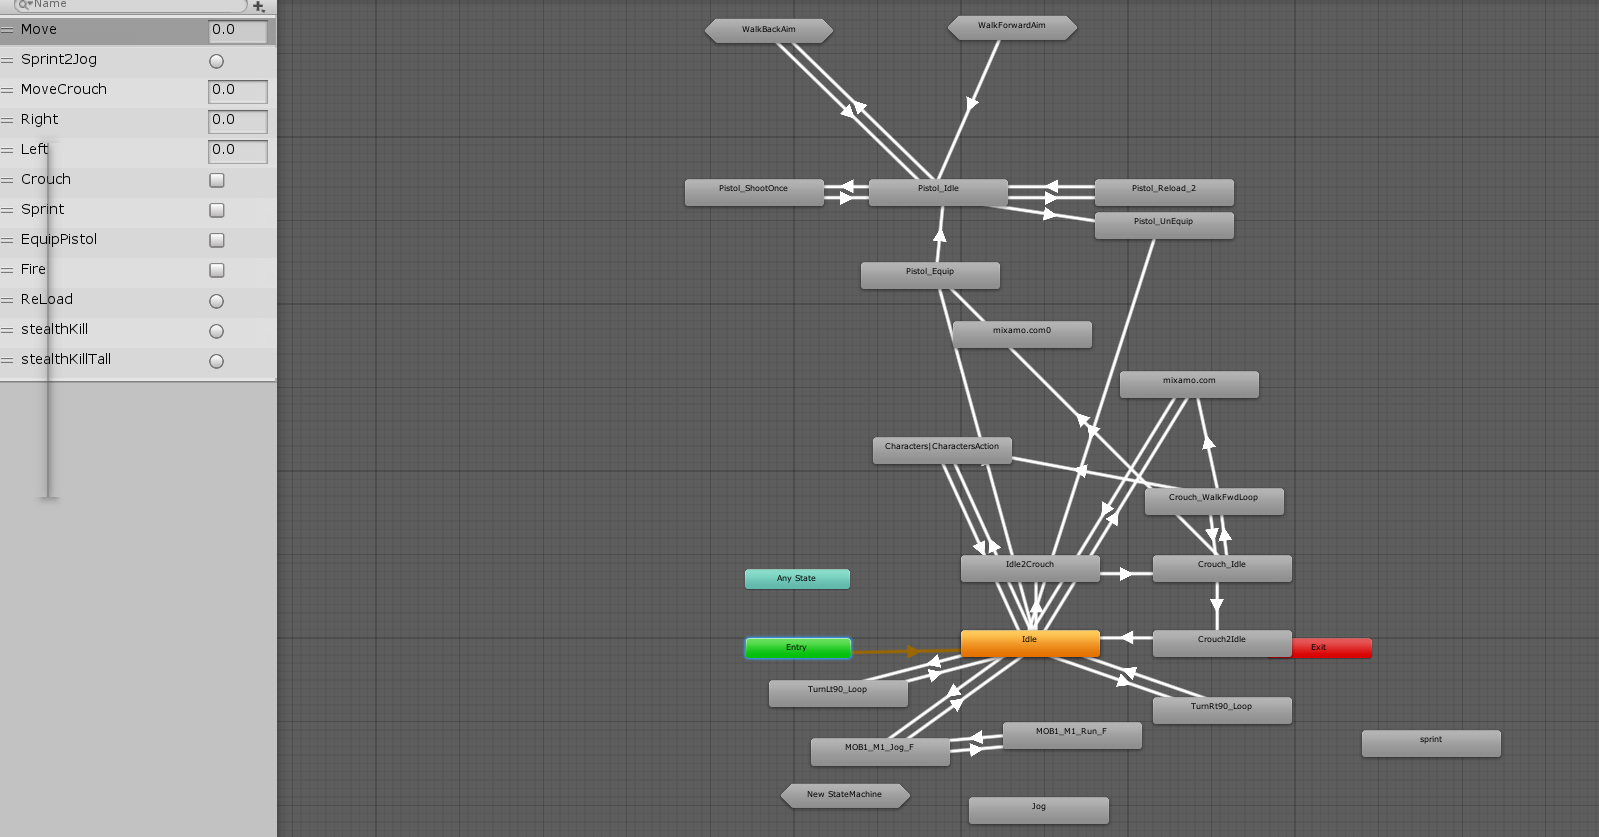 Name
Move 0.0
Sprint2Jog
MoveCrouch 0.0
Right 0.0
Left 0.0
Crouch
Sprint
EquipPistol
Fire
ReLoad
stealthKill
stealthKillTall
WalkBackAim
WalkForwardAim
Pistol_ShootOnce
Pistol_Idle
Pistol_Reload_2
Pistol_UnEquip
Pistol_Equip
mixamo.com0
mixamo.com
Characters|CharactersAction
Crouch_WalkFwdLoop
Idle2Crouch
Crouch_Idle
Any State
Entry
Idle
Crouch2Idle
Exit
TurnLt90_Loop
TurnRt90_Loop
MOB1_M1_Jog_F
MOB1_M1_Run_F
sprint
New StateMachine
Jog